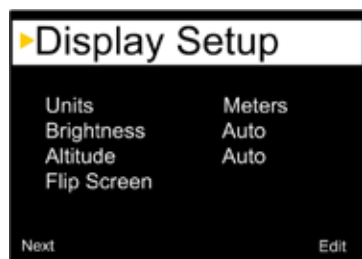 Display Setup
Units Meters
Brightness Auto
Altitude Auto
Flip Screen
Next Edit